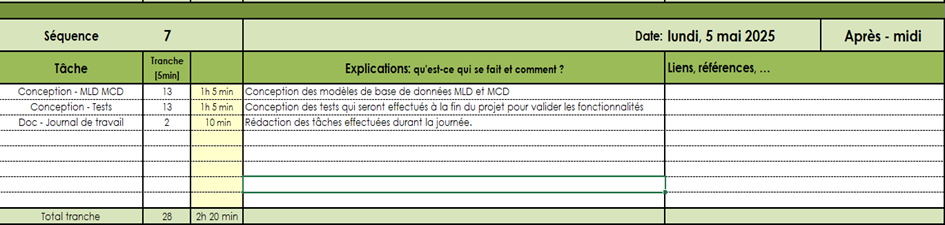 Séquence 7 Date: lundi, 5 mai 2025 Après - midi
Tâche Tranche [5min] Explications: qu'est-ce qui se fait et comment ? Liens, références, ...
Conception - MLD MCD 13 1h 5 min Conception des modèles de base de données MLD et MCD
Conception - Tests 13 1h 5 min Conception des tests qui seront effectués à la fin du projet pour valider les fonctionnalités
Doc - Journal de travail 2 10 min Rédaction des tâches effectuées durant la journée.
Total tranche 28 2h 20 min